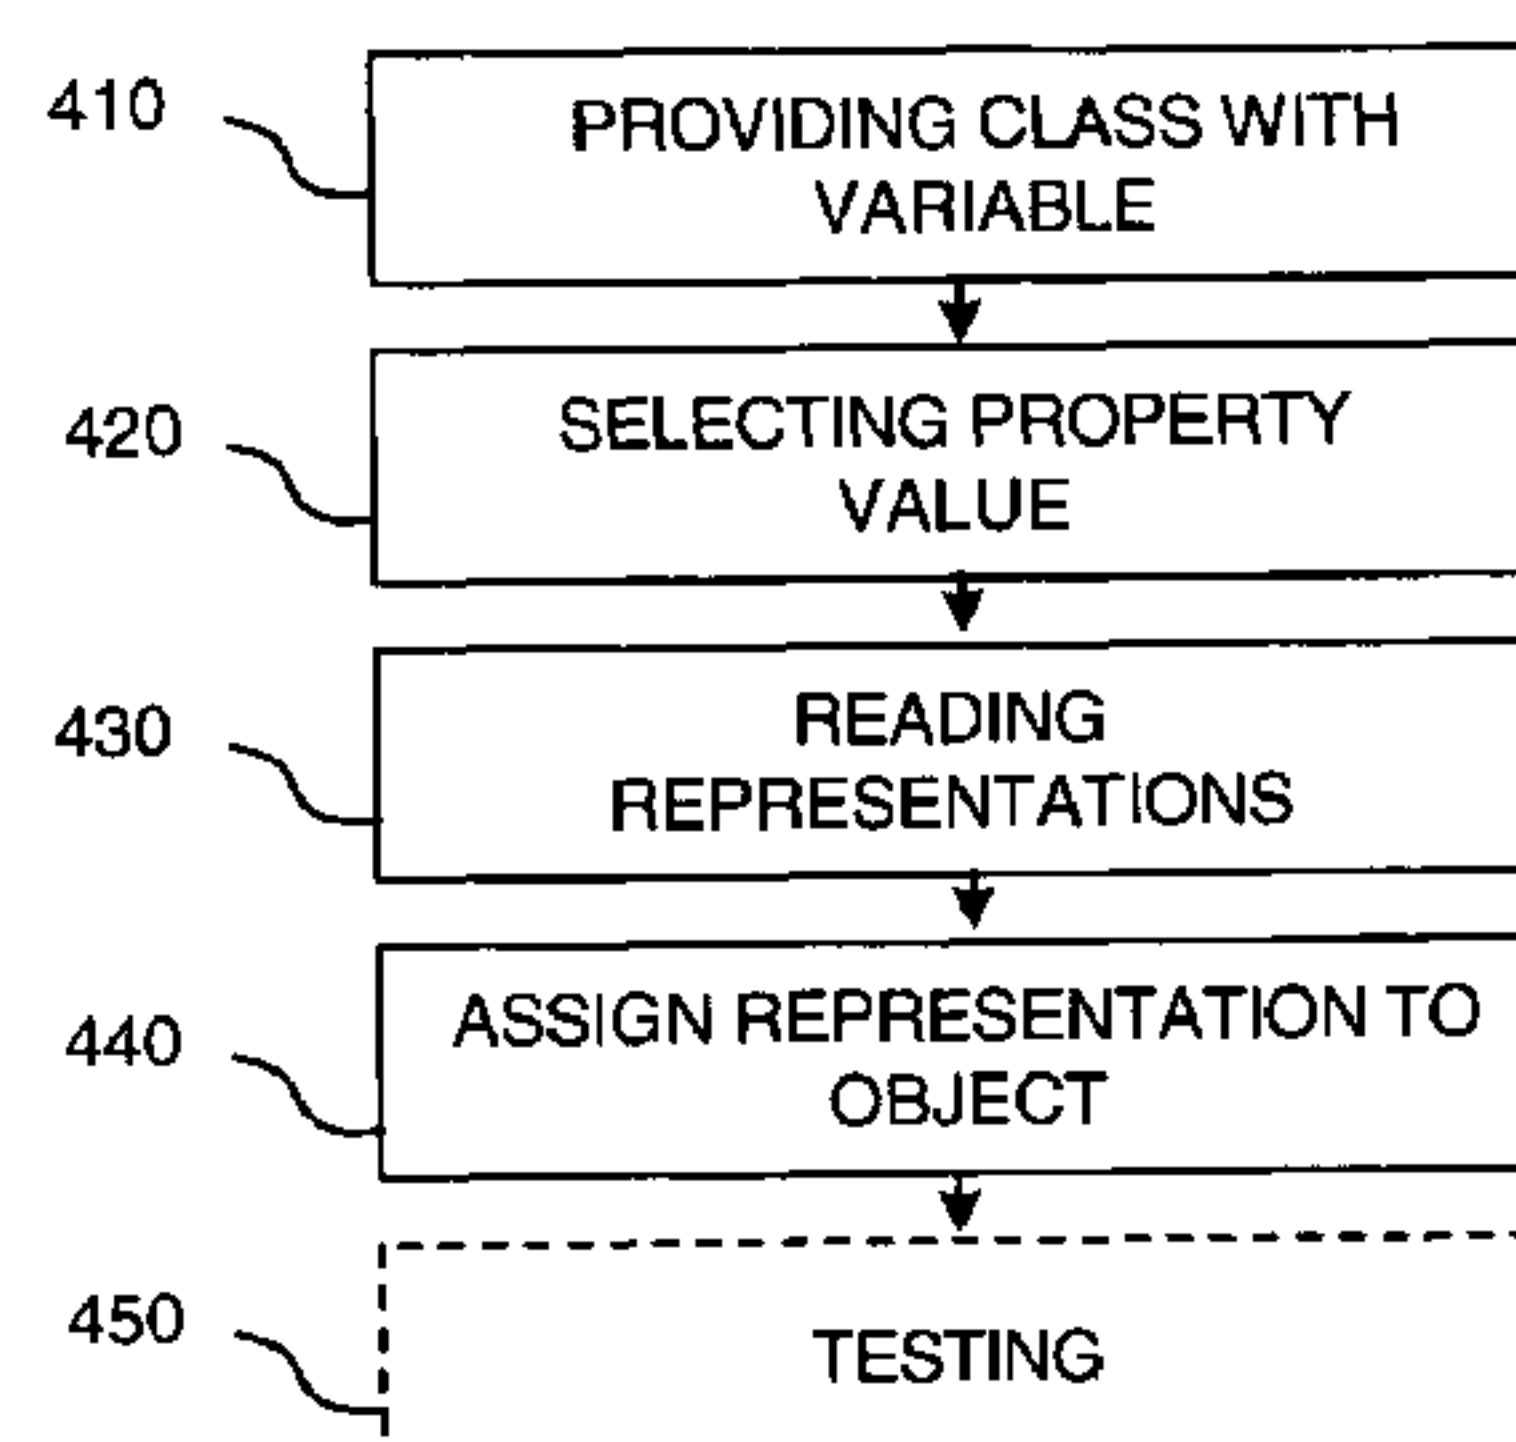 410
PROVIDING CLASS WITH
VARIABLE
420
SELECTING PROPERTY
VALUE
430
READING
REPRESENTATIONS
440
ASSIGN REPRESENTATION TO
OBJECT
450
TESTING